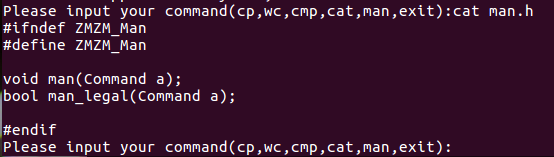 Please input your command(cp,wc,cmp,cat,man,exit):cat man.h
#ifndef ZMZM_Man
#define ZMZM_Man
void man(Command a);
bool man_legal(Command a);
#endif
Please input your command(cp,wc,cmp,cat,man,exit):